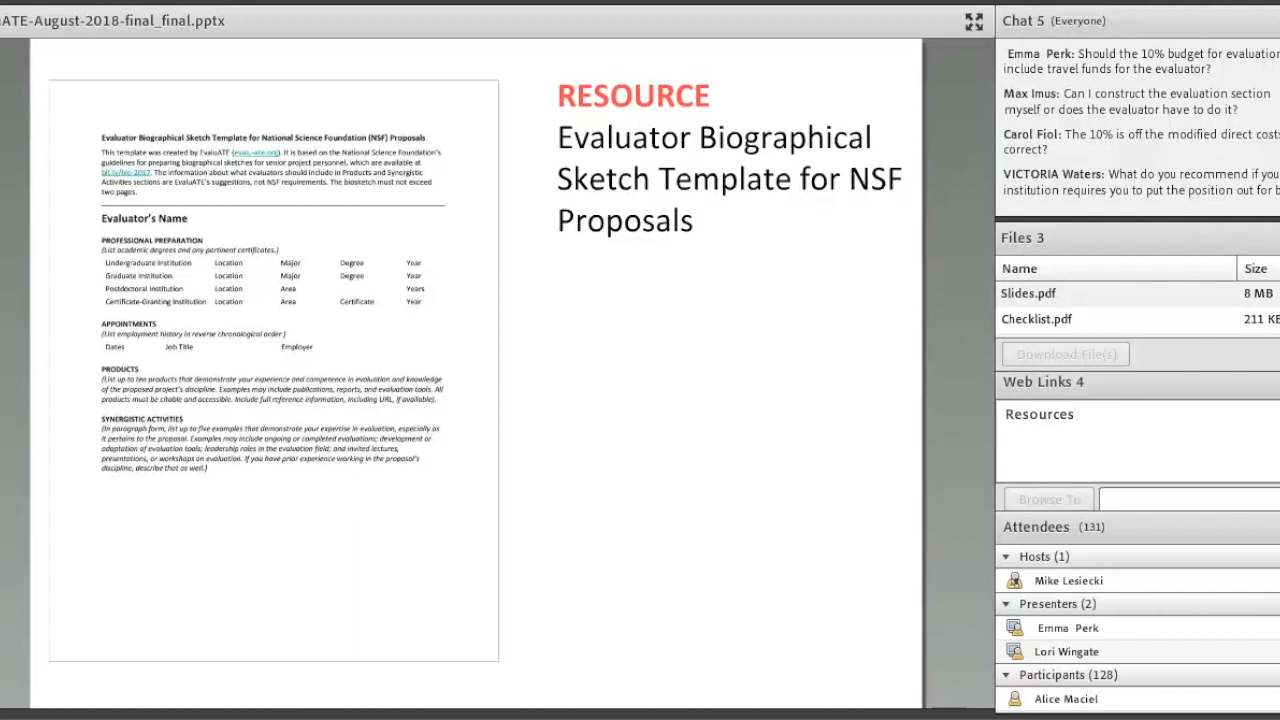 ATE-August-2018-final_final.pptx
Evaluator Biographical Sketch Template for National Science Foundation (NSF) Proposals
This template was created by EvaluATE (evalu-ate.org). It is based on the National Science Foundation's
guidelines for preparing biographical sketches for senior project personnel, which are available at
bit.ly/bio-2017. The information about what evaluators should include in Products and Synergistic
Activities sections are EvaluATE's suggestions, not NSF requirements. The biosketch must not exceed
two pages.
Evaluator's Name
PROFESSIONAL PREPARATION
(List academic degrees and any pertinent certificates.)
Undergraduate Institution Location Major Degree Year
Graduate Institution Location Major Degree Year
Postdoctoral Institution Location Area Years
Certificate-Granting Institution Location Area Certificate Year
APPOINTMENTS
(List employment history in reverse chronological order.)
Dates Job Title Employer
PRODUCTS
(List up to ten products that demonstrate your experience and competence in evaluation and knowledge
of the proposed project's discipline. Examples may include publications, reports, and evaluation tools. All
products must be citable and accessible. Include full reference information, including URL, if available).
SYNERGISTIC ACTIVITIES
(In paragraph form, list up to five examples that demonstrate your expertise in evaluation, especially as
it pertains to the proposal. Examples may include ongoing or completed evaluations; development or
adaptation of evaluation tools; leadership roles in the evaluation field; and invited lectures,
presentations, or workshops on evaluation. If you have prior experience working in the proposal's
discipline, describe that as well.)
RESOURCE
Evaluator Biographical
Sketch Template for NSF
Proposals
Chat 5 (Everyone)
Emma Perk: Should the 10% budget for evaluation
include travel funds for the evaluator?
Max Imus: Can I construct the evaluation section
myself or does the evaluator have to do it?
Carol Fiol: The 10% is off the modified direct costs
correct?
VICTORIA Waters: What do you recommend if you
institution requires you to put the position out for b
Files 3
Name Size
Slides.pdf 8 MB
Checklist.pdf 211 KB
Download File(s)
Web Links 4
Resources
Browse To
Attendees (131)
Hosts (1)
Mike Lesiecki
Presenters (2)
Emma Perk
Lori Wingate
Participants (128)
Alice Maciel